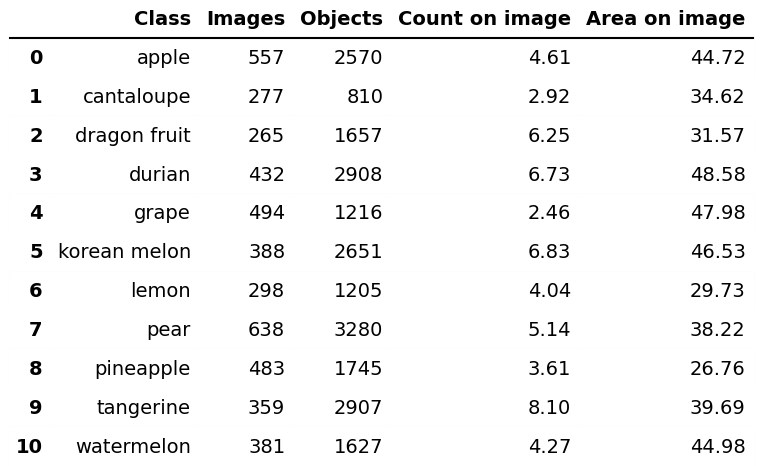 Class Images Objects Count on image Area on image
0 apple 557 2570 4.61 44.72
1 cantaloupe 277 810 2.92 34.62
2 dragon fruit 265 1657 6.25 31.57
3 durian 432 2908 6.73 48.58
4 grape 494 1216 2.46 47.98
5 korean melon 388 2651 6.83 46.53
6 lemon 298 1205 4.04 29.73
7 pear 638 3280 5.14 38.22
8 pineapple 483 1745 3.61 26.76
9 tangerine 359 2907 8.10 39.69
10 watermelon 381 1627 4.27 44.98